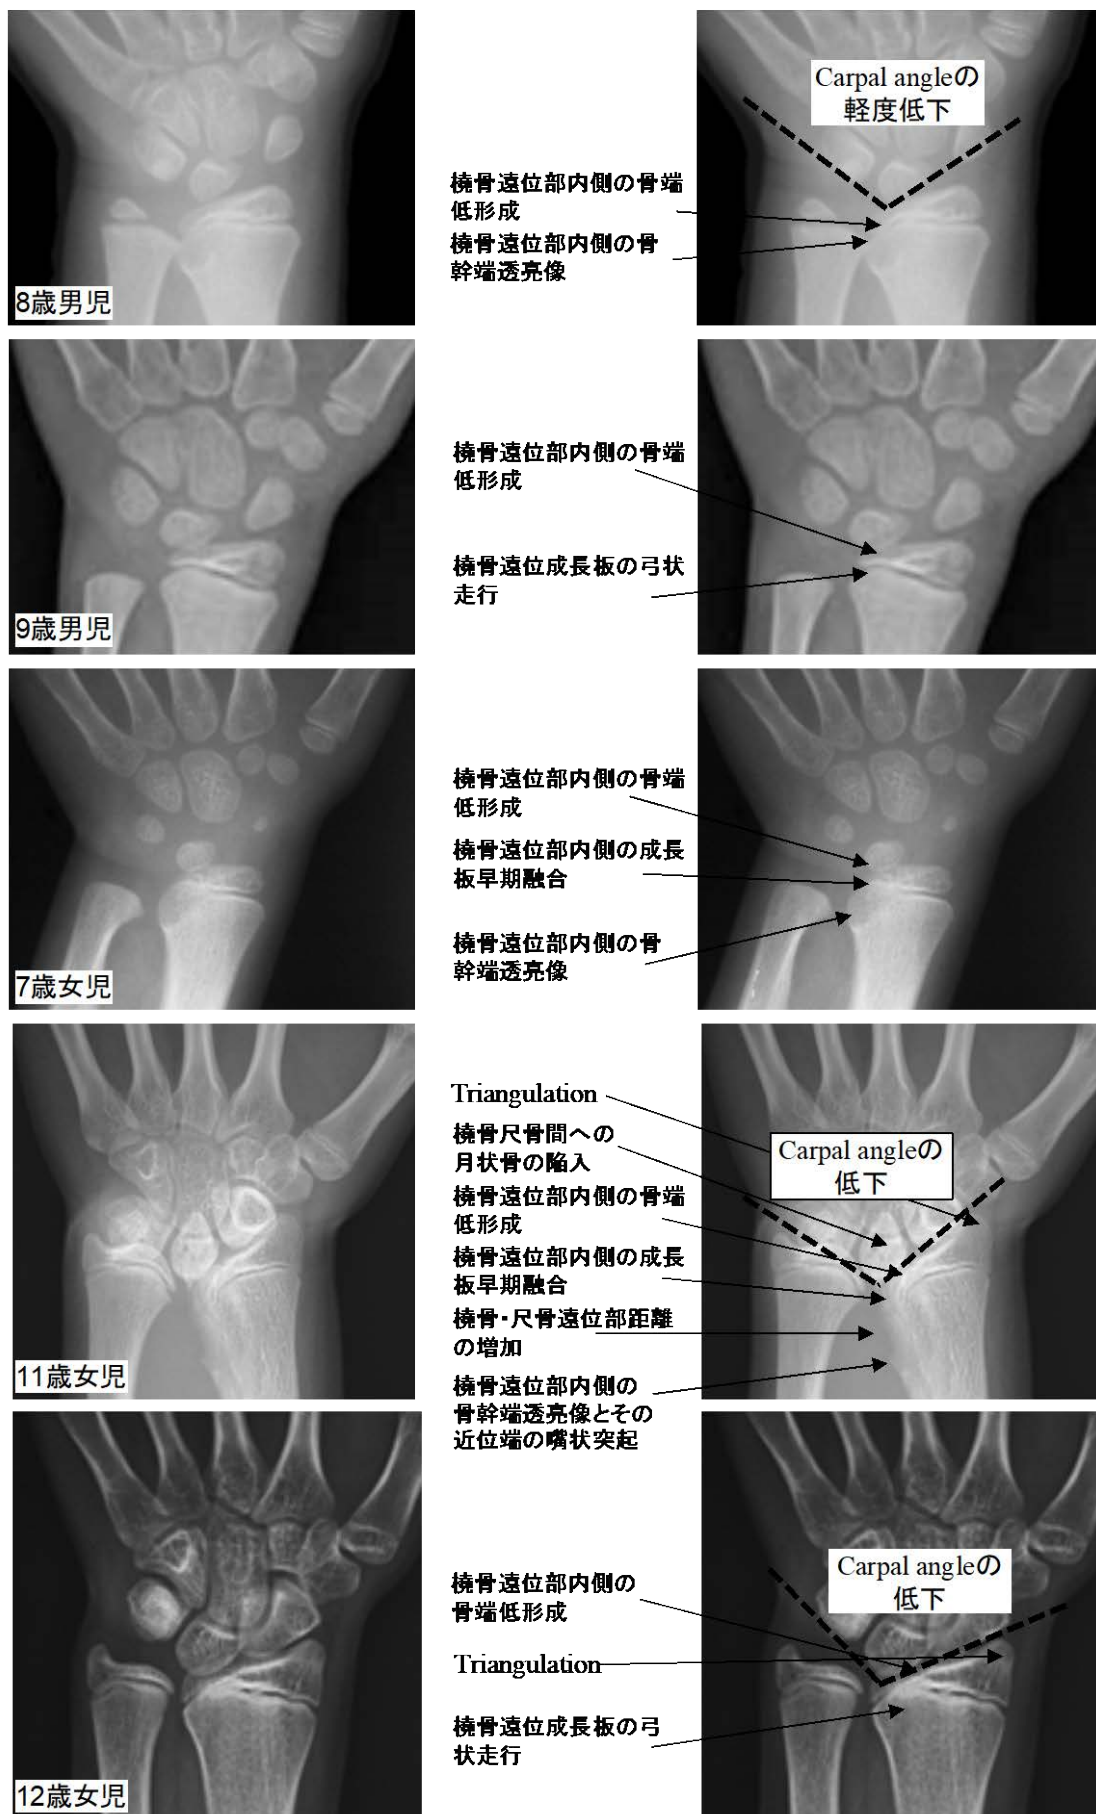 Carpal angleの
軽度低下
橈骨遠位部内側の骨端
低形成
橈骨遠位部内側の骨
幹端透亮像
8歳男児
橈骨遠位部内側の骨端
低形成
橈骨遠位成長板の弓状
走行
9歳男児
橈骨遠位部内側の骨端
低形成
橈骨遠位部内側の成長
板早期融合
橈骨遠位部内側の骨
幹端透亮像
7歳女児
Triangulation
橈骨尺骨間への
月状骨の陥入
橈骨遠位部内側の骨端
低形成
橈骨遠位部内側の成長
板早期融合
橈骨・尺骨遠位部距離
の増加
橈骨遠位部内側の
骨幹端透亮像とその
近位端の嘴状突起
Carpal angleの
低下
11歳女児
橈骨遠位部内側の
骨端低形成
Triangulation
橈骨遠位成長板の弓
状走行
Carpal angleの
低下
12歳女児